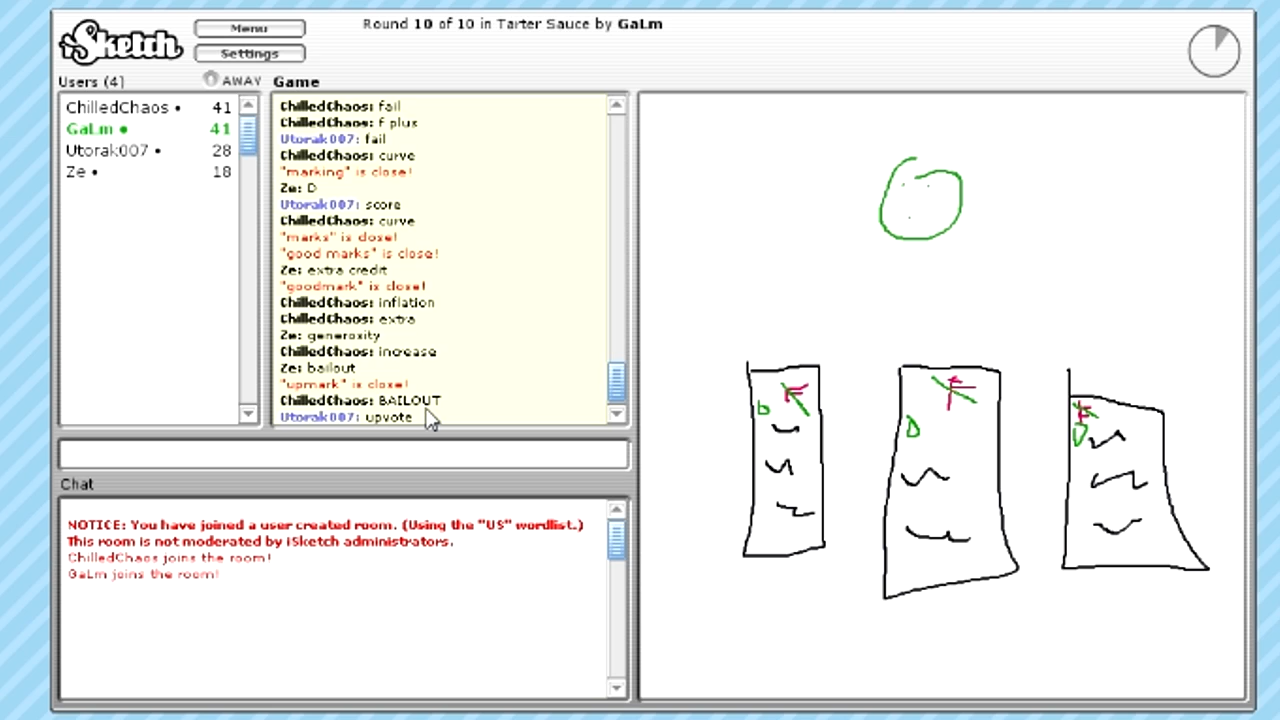 iSketch
Menu
Settings
Round 10 of 10 in Tarter Sauce by GaLm
Users (4)
AWAY
Game
ChilledChaos • 41
GaLm • 41
Utorak007 • 28
Ze • 18
ChilledChaos: fail
ChilledChaos: f plus
Utorak007: fail
ChilledChaos: curve
"marking" is close!
Ze: D
Utorak007: score
ChilledChaos: curve
"marks" is close!
"good marks" is close!
Ze: extra credit
"goodmark" is close!
ChilledChaos: inflation
ChilledChaos: extra
Ze: generosity
ChilledChaos: increase
Ze: bailout
"upmark" is close!
ChilledChaos: BAILOUT
Utorak007: upvote
Chat
NOTICE: You have joined a user created room. (Using the "US" wordlist.)
This room is not moderated by iSketch administrators.
ChilledChaos joins the room!
GaLm joins the room!
F F F
D D D